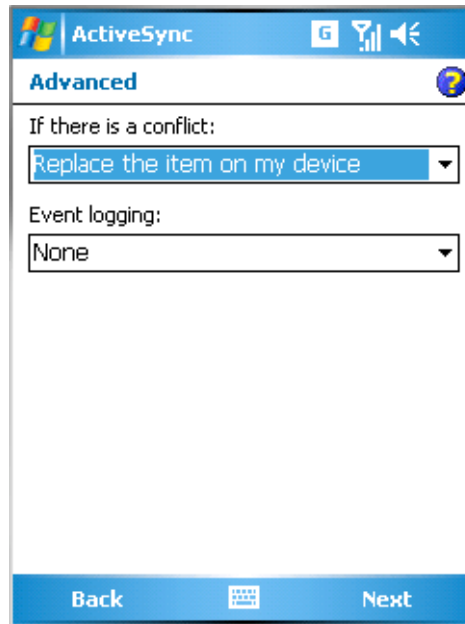 ActiveSync G
Advanced ?
If there is a conflict:
Replace the item on my device
Event logging:
None
Back Next